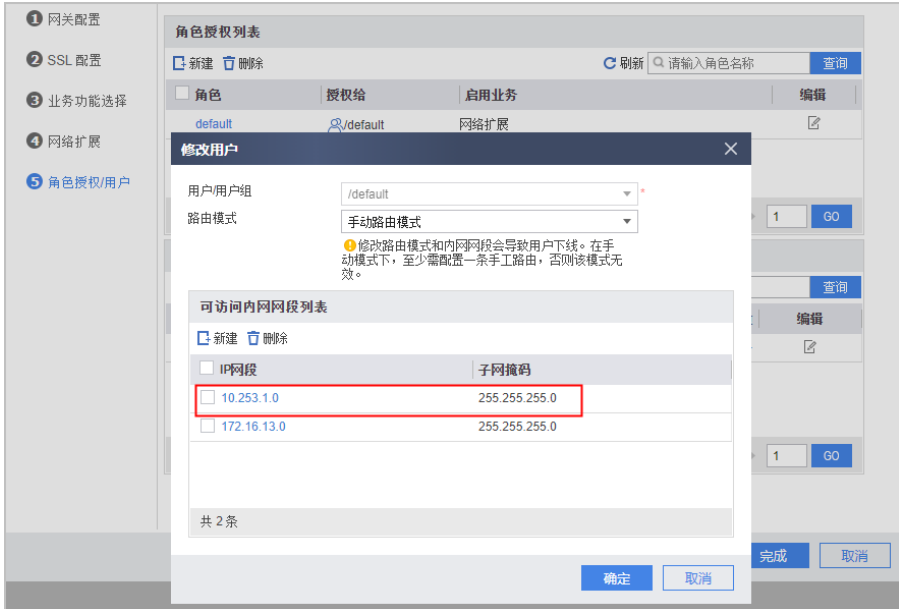 1 网关配置
2 SSL 配置
3 业务功能选择
4 网络扩展
5 角色授权/用户
角色授权列表
新建 删除 刷新 请输入角色名称 查询
角色 授权给 启用业务 编辑
default /default 网络扩展
修改用户
用户/用户组 /default *
路由模式 手动路由模式
修改路由模式和内网网段会导致用户下线。在手
动模式下，至少需配置一条手工路由，否则该模式无
效。
可访问内网网段列表
新建 删除
IP网段 子网掩码
10.253.1.0 255.255.255.0
172.16.13.0 255.255.255.0
共 2 条
确定 取消
1 GO
查询
编辑
1 GO
完成 取消